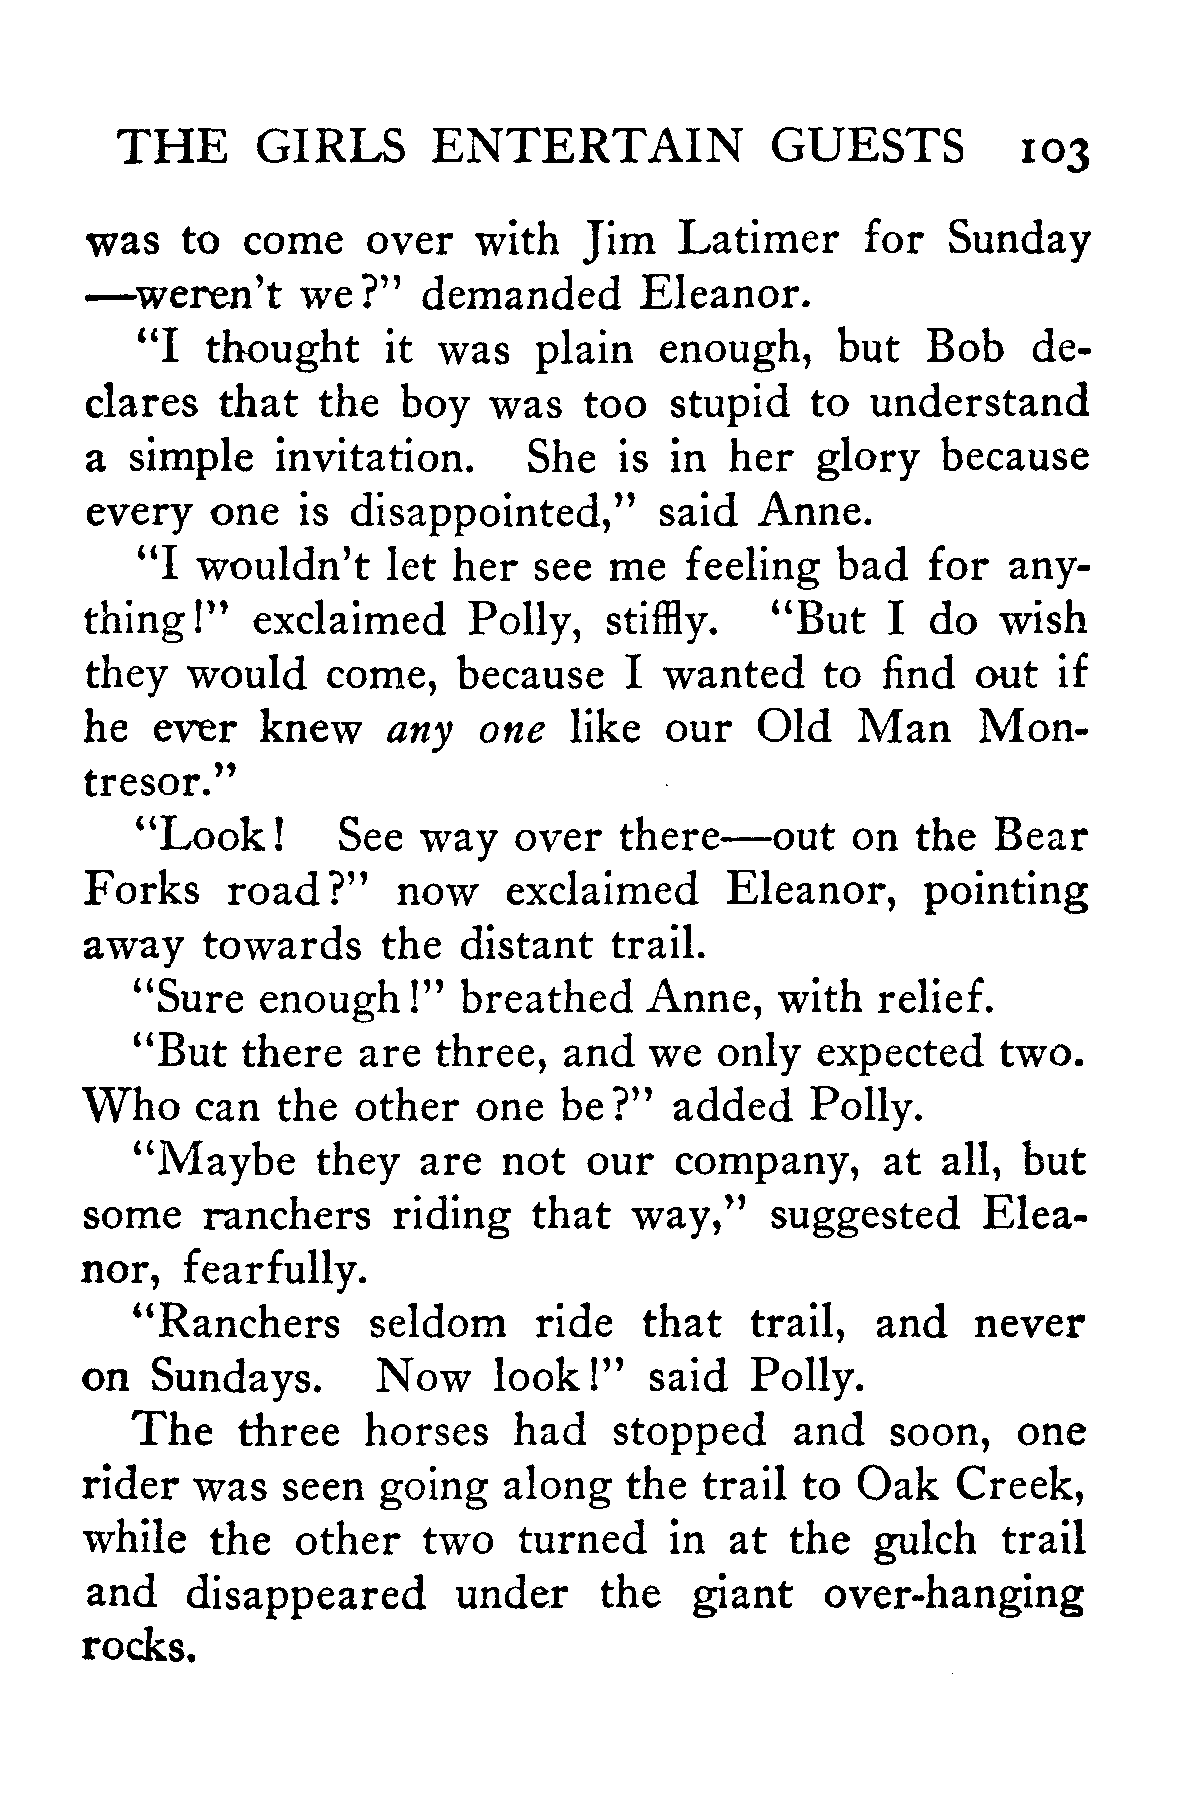 THE GIRLS ENTERTAIN GUESTS 103
was to come over with Jim Latimer for Sunday
—weren't we?" demanded Eleanor.
"I thought it was plain enough, but Bob de-
clares that the boy was too stupid to understand
a simple invitation. She is in her glory because
every one is disappointed," said Anne.
"I wouldn't let her see me feeling bad for any-
thing!" exclaimed Polly, stiffly. "But I do wish
they would come, because I wanted to find out if
he ever knew any one like our Old Man Mon-
tresor."
"Look! See way over there—out on the Bear
Forks road?" now exclaimed Eleanor, pointing
away towards the distant trail.
"Sure enough!" breathed Anne, with relief.
"But there are three, and we only expected two.
Who can the other one be?" added Polly.
"Maybe they are not our company, at all, but
some ranchers riding that way," suggested Elea-
nor, fearfully.
"Ranchers seldom ride that trail, and never
on Sundays. Now look!" said Polly.
The three horses had stopped and soon, one
rider was seen going along the trail to Oak Creek,
while the other two turned in at the gulch trail
and disappeared under the giant over-hanging
rocks.